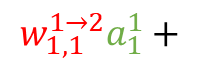 $w_{1,1}^{1→2} a_1^1 +$